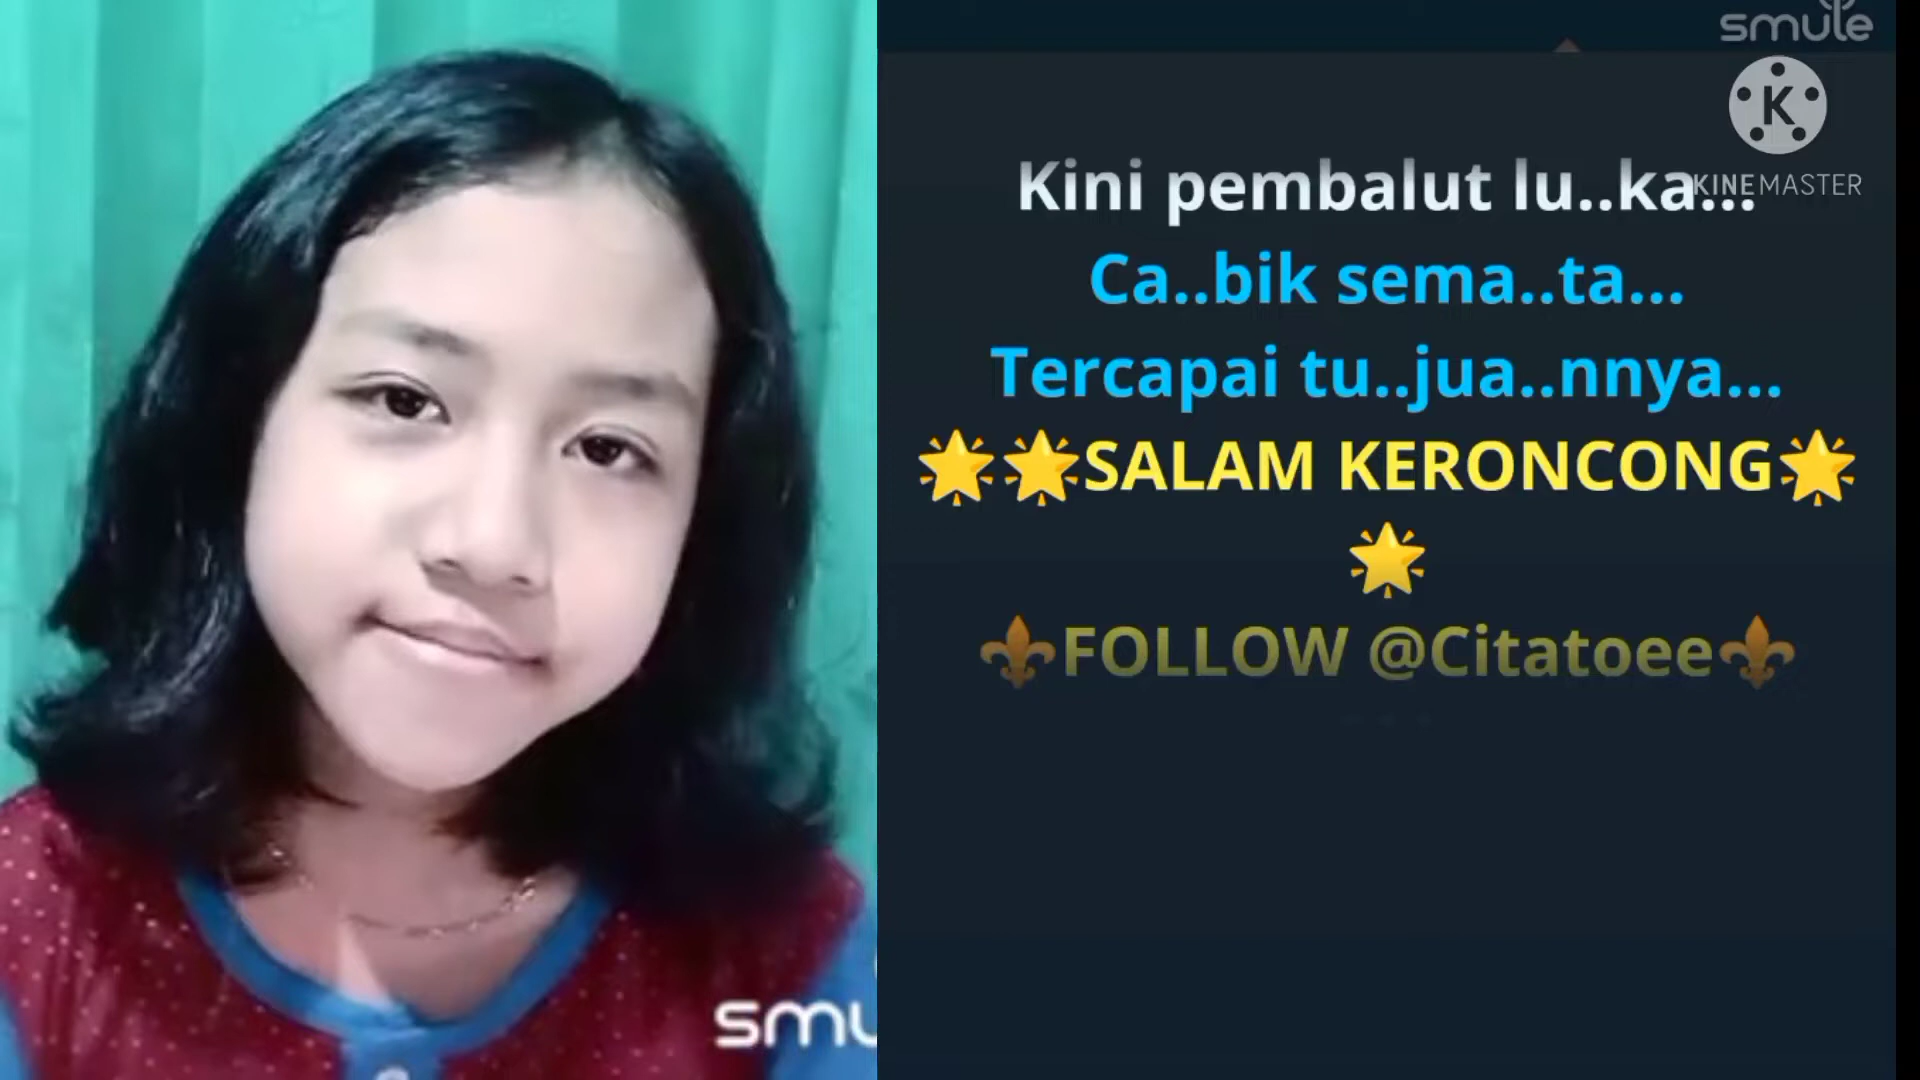 smule
K
KINEMASTER
Kini pembalut lu..ka...
Ca..bik sema..ta...
Tercapai tu..jua..nnya...
🌟🌟SALAM KERONCONG🌟
🌟
⚜FOLLOW @Citatoee⚜
smu